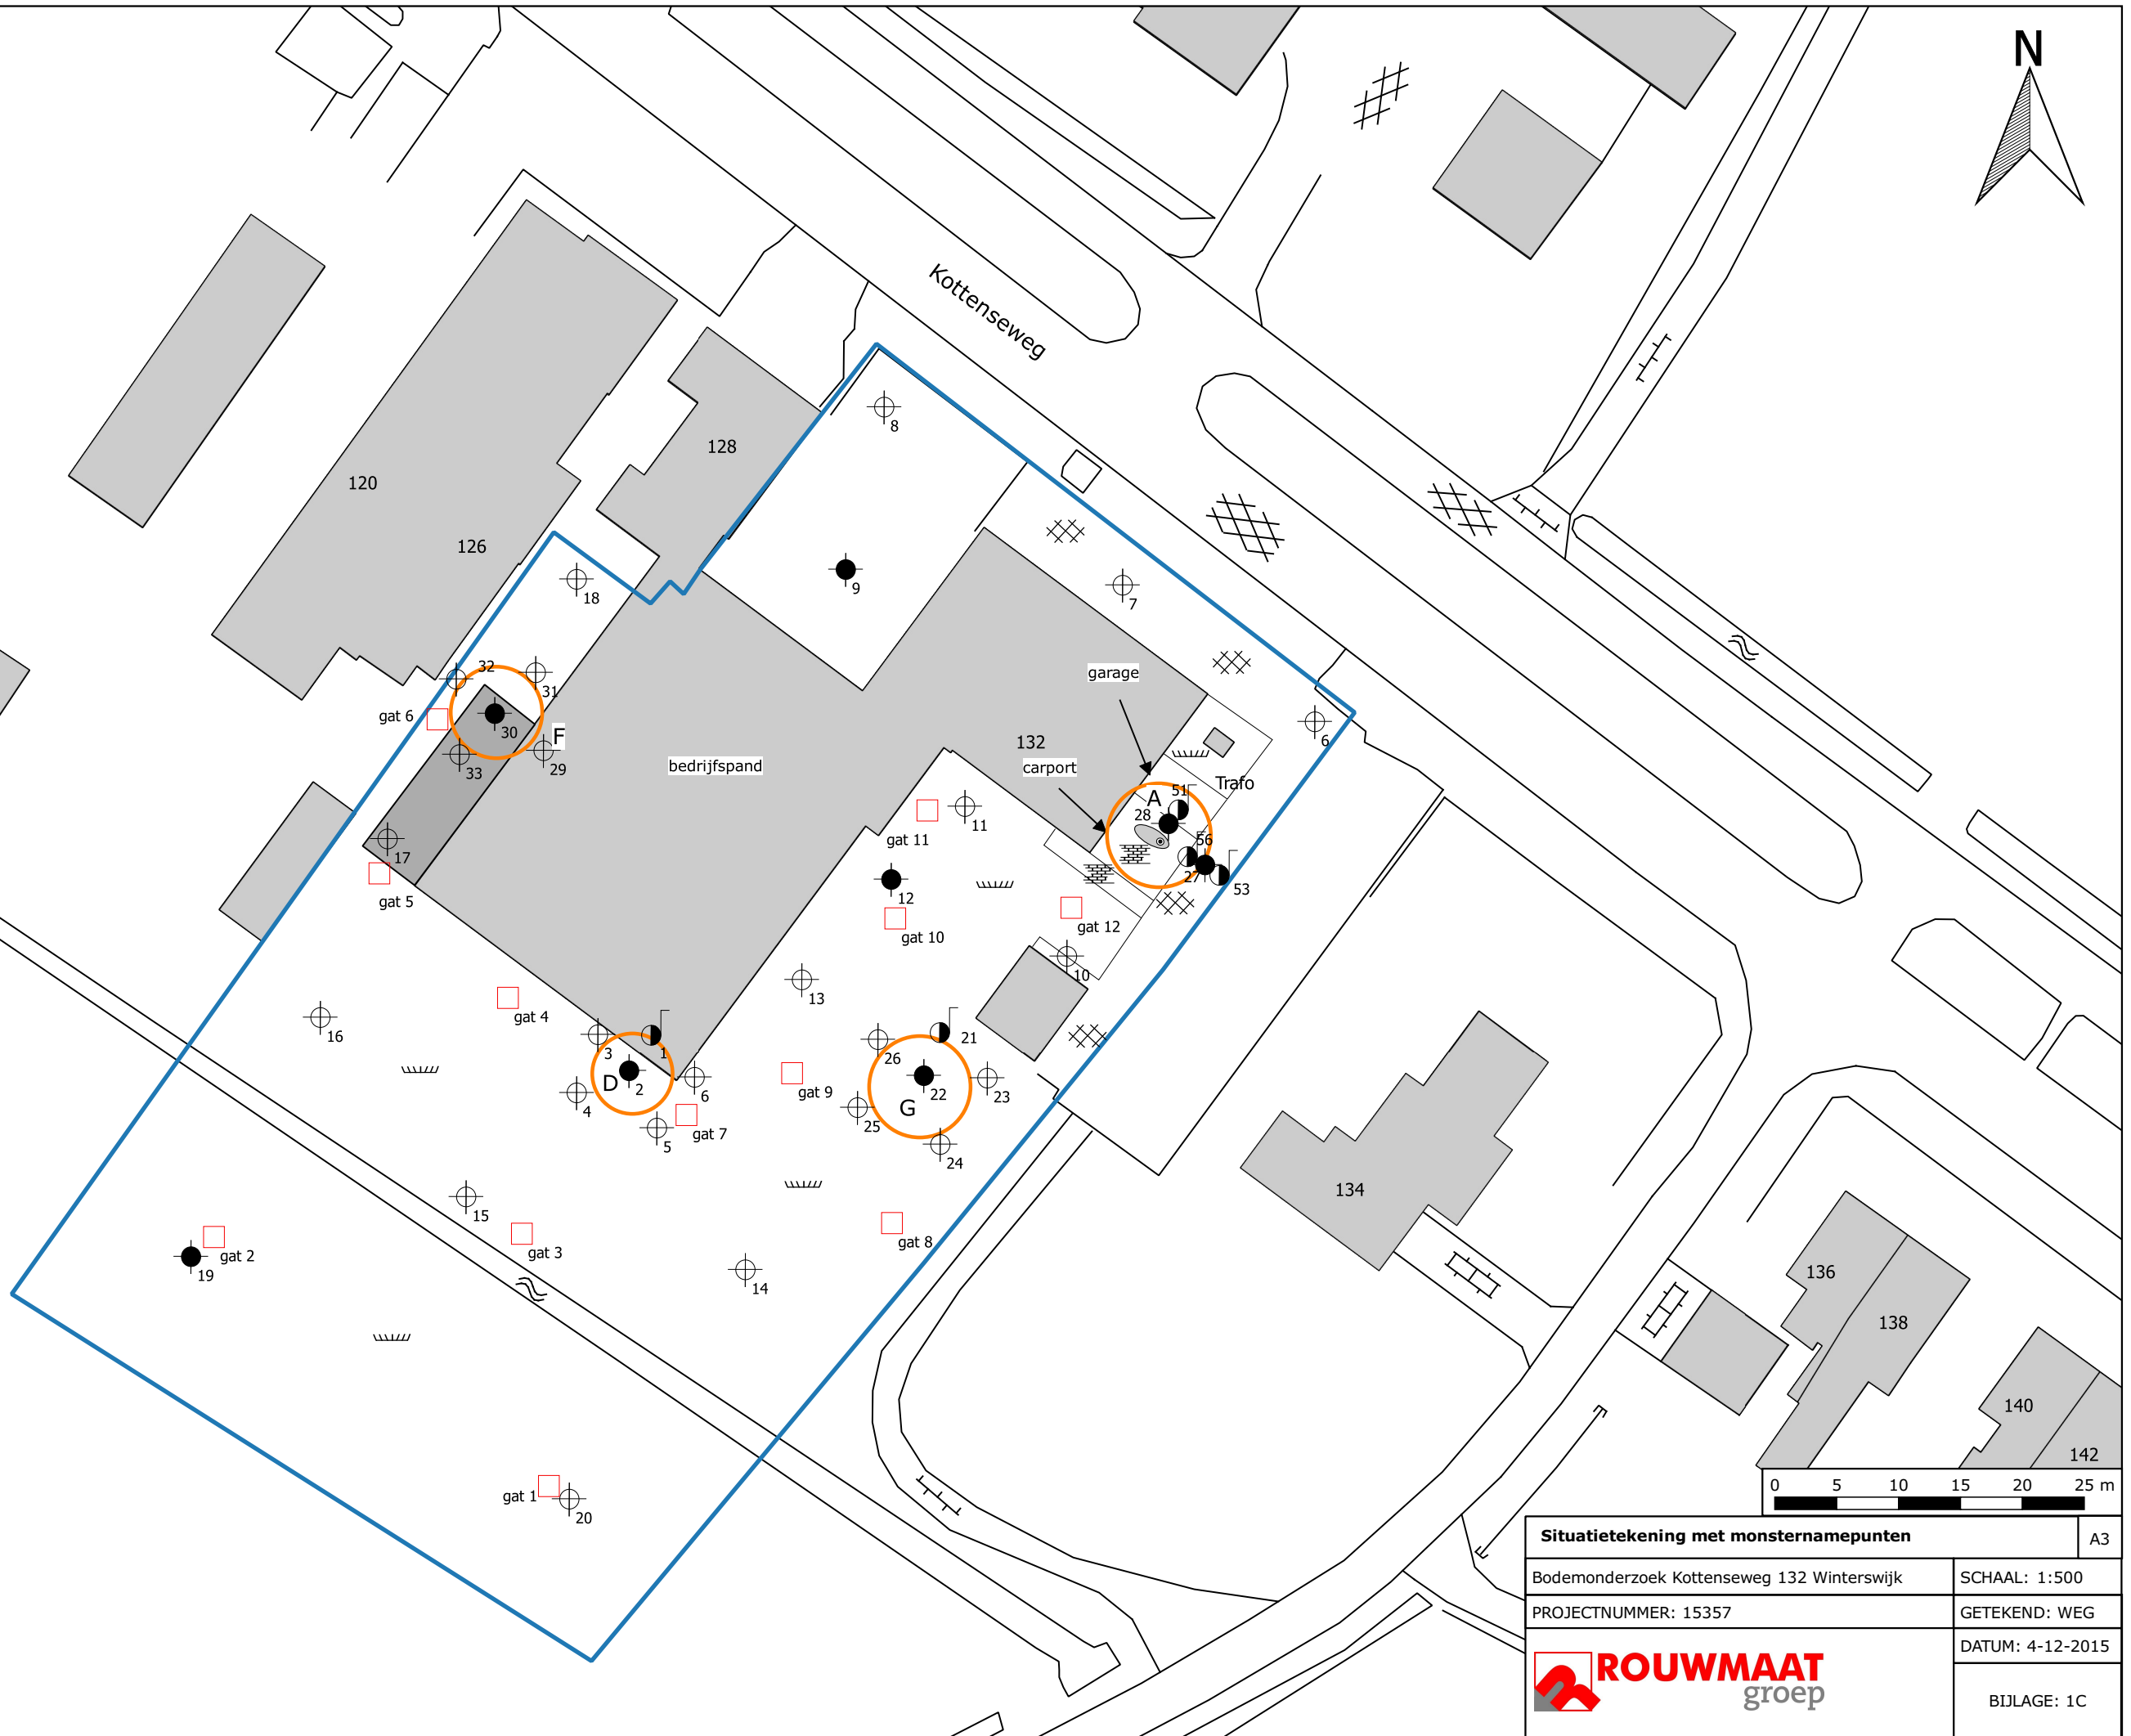 N
Kottenseweg
8
128
120
126
9
18
7
garage
32
31
gat 6
30
F
33
29
bedrijfspand
132
carport
6
Trafo
A
51
28
56
11
gat 11
17
gat 5
27
53
12
gat 10
gat 12
10
13
gat 4
16
3
1
21
26
D
2
6
gat 9
22
23
4
G
25
gat 7
5
24
134
15
gat 8
gat 3
gat 2
19
14
136
138
140
142
gat 1
20
0 5 10 15 20 25 m
Situatietekening met monsternamepunten
A3
Bodemonderzoek Kottenseweg 132 Winterswijk
SCHAAL: 1:500
PROJECTNUMMER: 15357
GETEKEND: WEG
DATUM: 4-12-2015
ROUWMAAT
groep
BIJLAGE: 1C